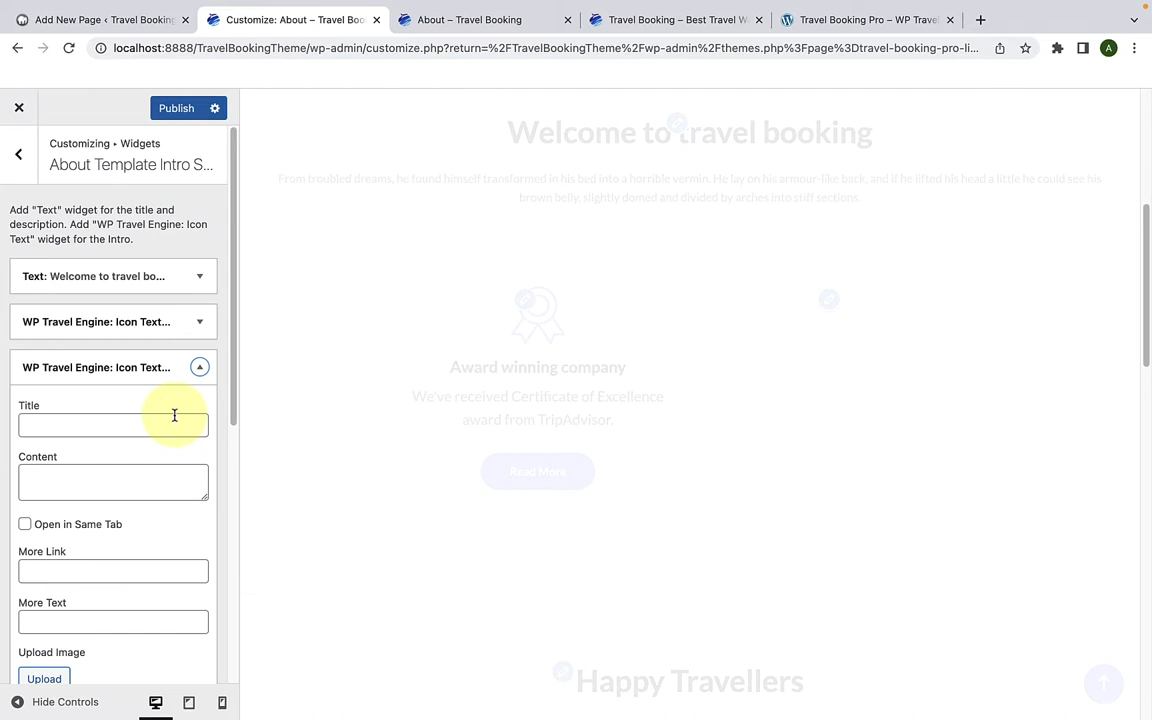 Add New Page ‹ Travel Booking
Customize: About – Travel Boo
About – Travel Booking
Travel Booking – Best Travel W
Travel Booking Pro – WP Travel
localhost:8888/TravelBookingTheme/wp-admin/customize.php?return=%2FTravelBookingTheme%2Fwp-admin%2Fthemes.php%3Fpage%3Dtravel-booking-pro-li...
A
Publish
Customizing ▸ Widgets
About Template Intro S...
Add "Text" widget for the title and
description. Add "WP Travel Engine: Icon
Text" widget for the Intro.
Text: Welcome to travel bo...
WP Travel Engine: Icon Text...
WP Travel Engine: Icon Text...
Title
Content
Open in Same Tab
More Link
More Text
Upload Image
Upload
Hide Controls
Welcome to travel booking
From troubled dreams, he found himself transformed in his bed into a horrible vermin. He lay on his armour-like back, and if he lifted his head a little he could see his
brown belly, slightly domed and divided by arches into stiff sections.
Award winning company
We've received Certificate of Excellence
award from TripAdvisor.
Read More
Happy Travellers